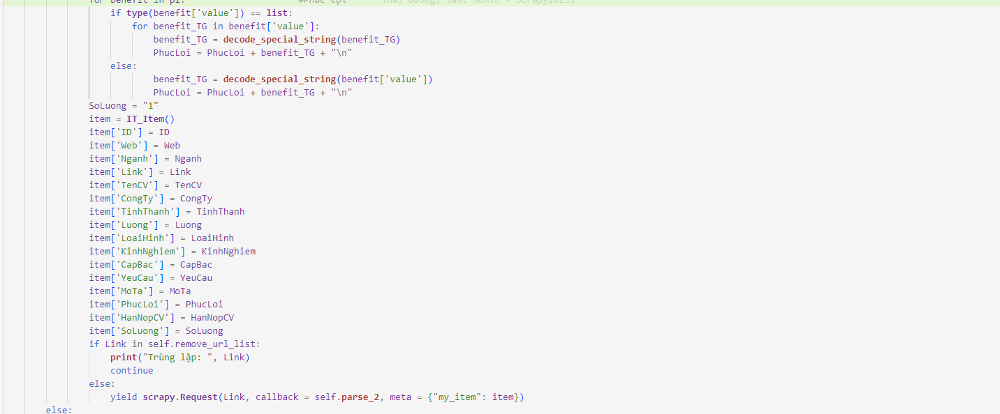 for benefit in pl: #Phúc lợi Thai Duong, last month • Scrapy20251
if type(benefit['value']) == list:
for benefit_TG in benefit['value']:
benefit_TG = decode_special_string(benefit_TG)
PhucLoi = PhucLoi + benefit_TG + "\n"
else:
benefit_TG = decode_special_string(benefit['value'])
PhucLoi = PhucLoi + benefit_TG + "\n"
SoLuong = "1"
item = IT_Item()
item['ID'] = ID
item['Web'] = Web
item['Nganh'] = Nganh
item['Link'] = Link
item['TenCV'] = TenCV
item['CongTy'] = CongTy
item['TinhThanh'] = TinhThanh
item['Luong'] = Luong
item['LoaiHinh'] = LoaiHinh
item['KinhNghiem'] = KinhNghiem
item['CapBac'] = CapBac
item['YeuCau'] = YeuCau
item['MoTa'] = MoTa
item['PhucLoi'] = PhucLoi
item['HanNopCV'] = HanNopCV
item['SoLuong'] = SoLuong
if Link in self.remove_url_list:
print("Trùng lặp: ", Link)
continue
else:
yield scrapy.Request(Link, callback = self.parse_2, meta = {"my_item": item})
else: